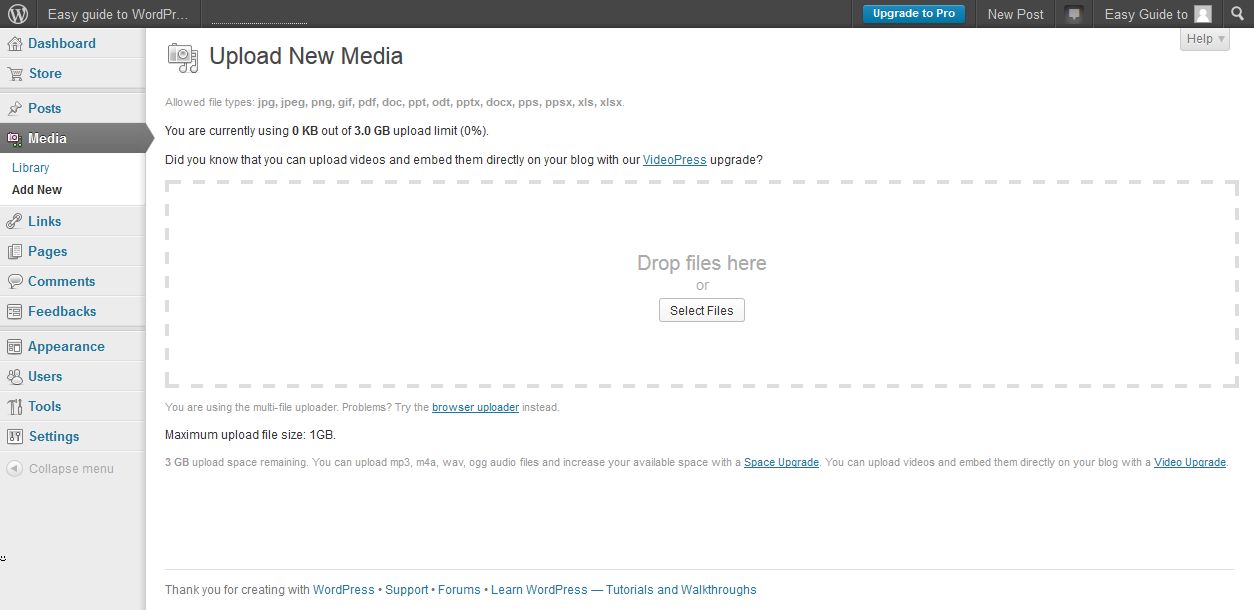 Easy guide to WordPr...
Upgrade to Pro
New Post
Easy Guide to
Help
Dashboard
Store
Posts
Media
Library
Add New
Links
Pages
Comments
Feedbacks
Appearance
Users
Tools
Settings
Collapse menu
Upload New Media
Allowed file types: jpg, jpeg, png, gif, pdf, doc, ppt, odt, pptx, docx, pps, ppsx, xls, xlsx.
You are currently using 0 KB out of 3.0 GB upload limit (0%).
Did you know that you can upload videos and embed them directly on your blog with our VideoPress upgrade?
Drop files here
or
Select Files
You are using the multi-file uploader. Problems? Try the browser uploader instead.
Maximum upload file size: 1GB.
3 GB upload space remaining. You can upload mp3, m4a, wav, ogg audio files and increase your available space with a Space Upgrade. You can upload videos and embed them directly on your blog with a Video Upgrade.
Thank you for creating with WordPress • Support • Forums • Learn WordPress — Tutorials and Walkthroughs